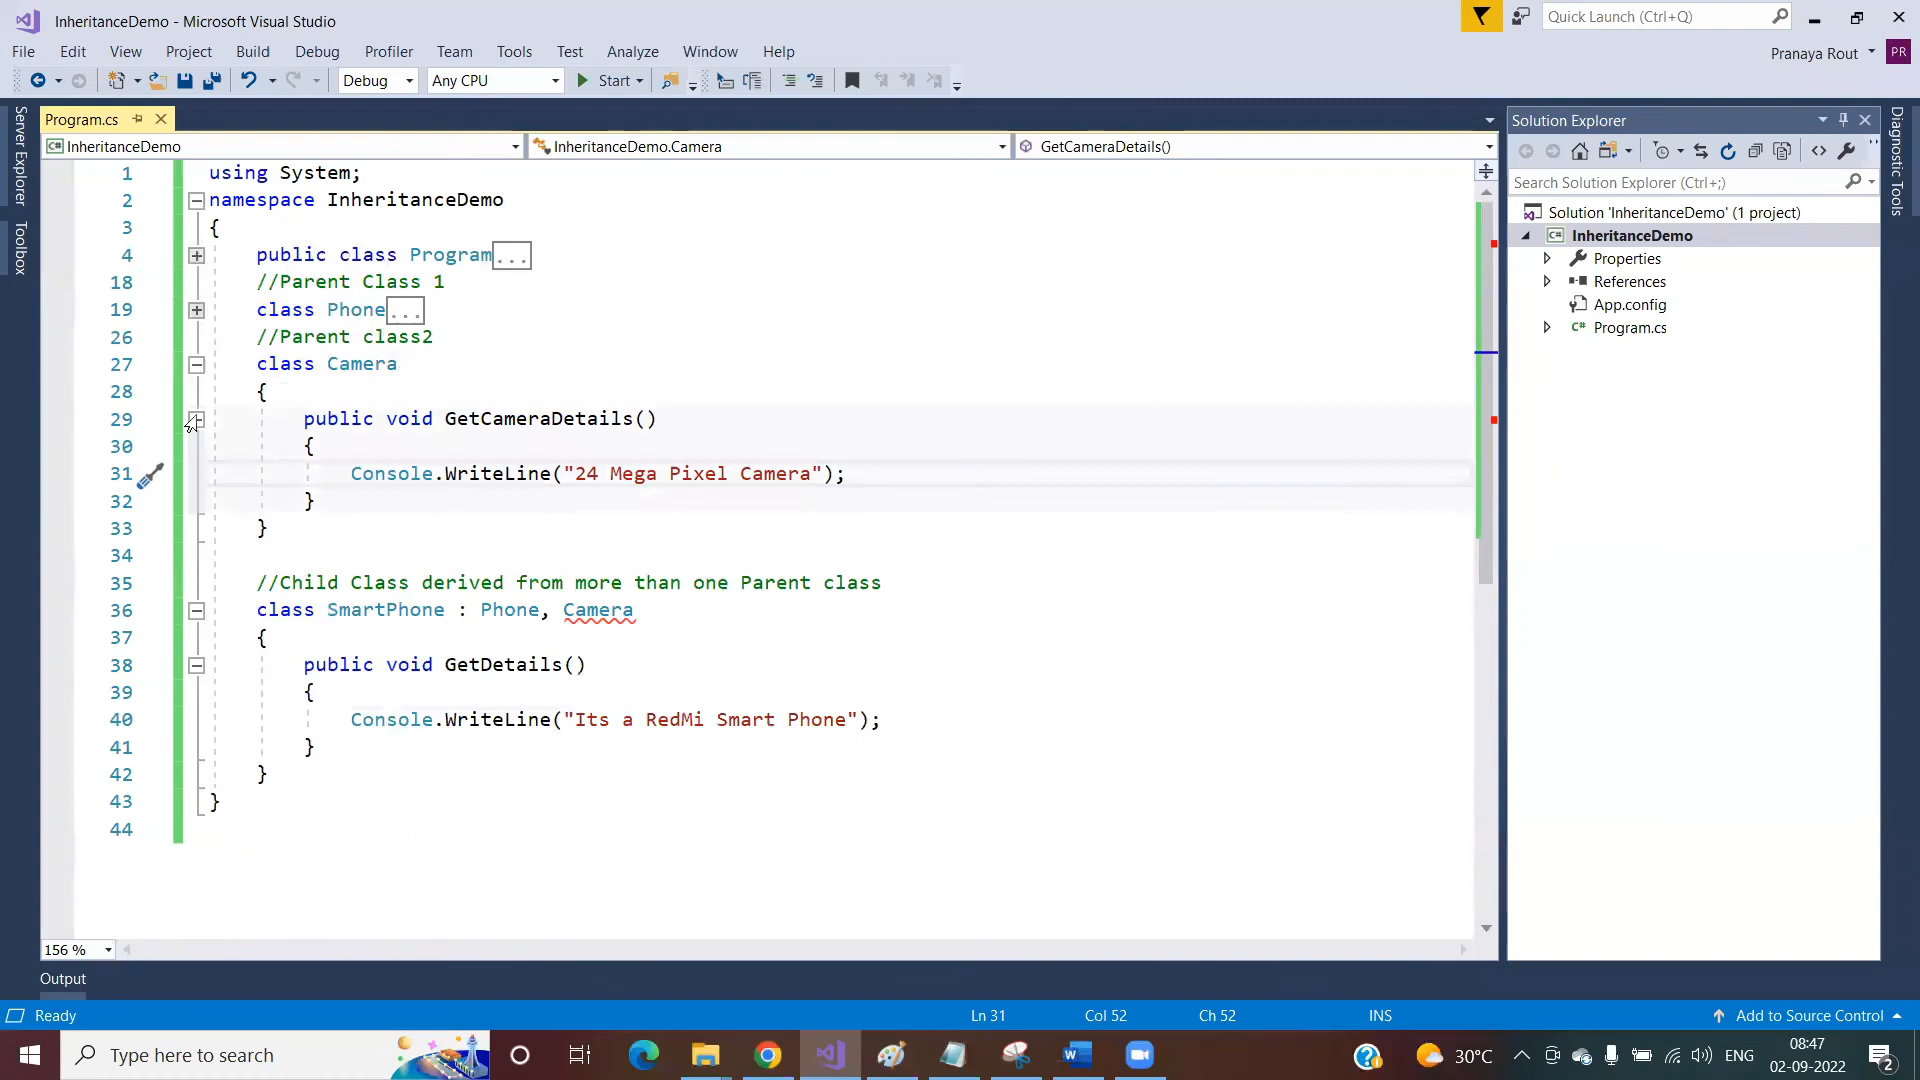 InheritanceDemo - Microsoft Visual Studio
Quick Launch (Ctrl+Q)
File Edit View Project Build Debug Profiler Team Tools Test Analyze Window Help
Pranaya Rout PR
Debug Any CPU Start
Server Explorer
Toolbox
Program.cs
InheritanceDemo InheritanceDemo.Camera GetCameraDetails()
1 using System;
2 namespace InheritanceDemo
3 {
4 public class Program...
18 //Parent Class 1
19 class Phone...
26 //Parent class2
27 class Camera
28 {
29 public void GetCameraDetails()
30 {
31 Console.WriteLine("24 Mega Pixel Camera");
32 }
33 }
34
35 //Child Class derived from more than one Parent class
36 class SmartPhone : Phone, Camera
37 {
38 public void GetDetails()
39 {
40 Console.WriteLine("Its a RedMi Smart Phone");
41 }
42 }
43 }
44
156 %
Output
Solution Explorer
Search Solution Explorer (Ctrl+;)
Solution 'InheritanceDemo' (1 project)
C# InheritanceDemo
Properties
References
App.config
C# Program.cs
Diagnostic Tools
Ready Ln 31 Col 52 Ch 52 INS Add to Source Control
Type here to search
30°C ENG 08:47
02-09-2022
2